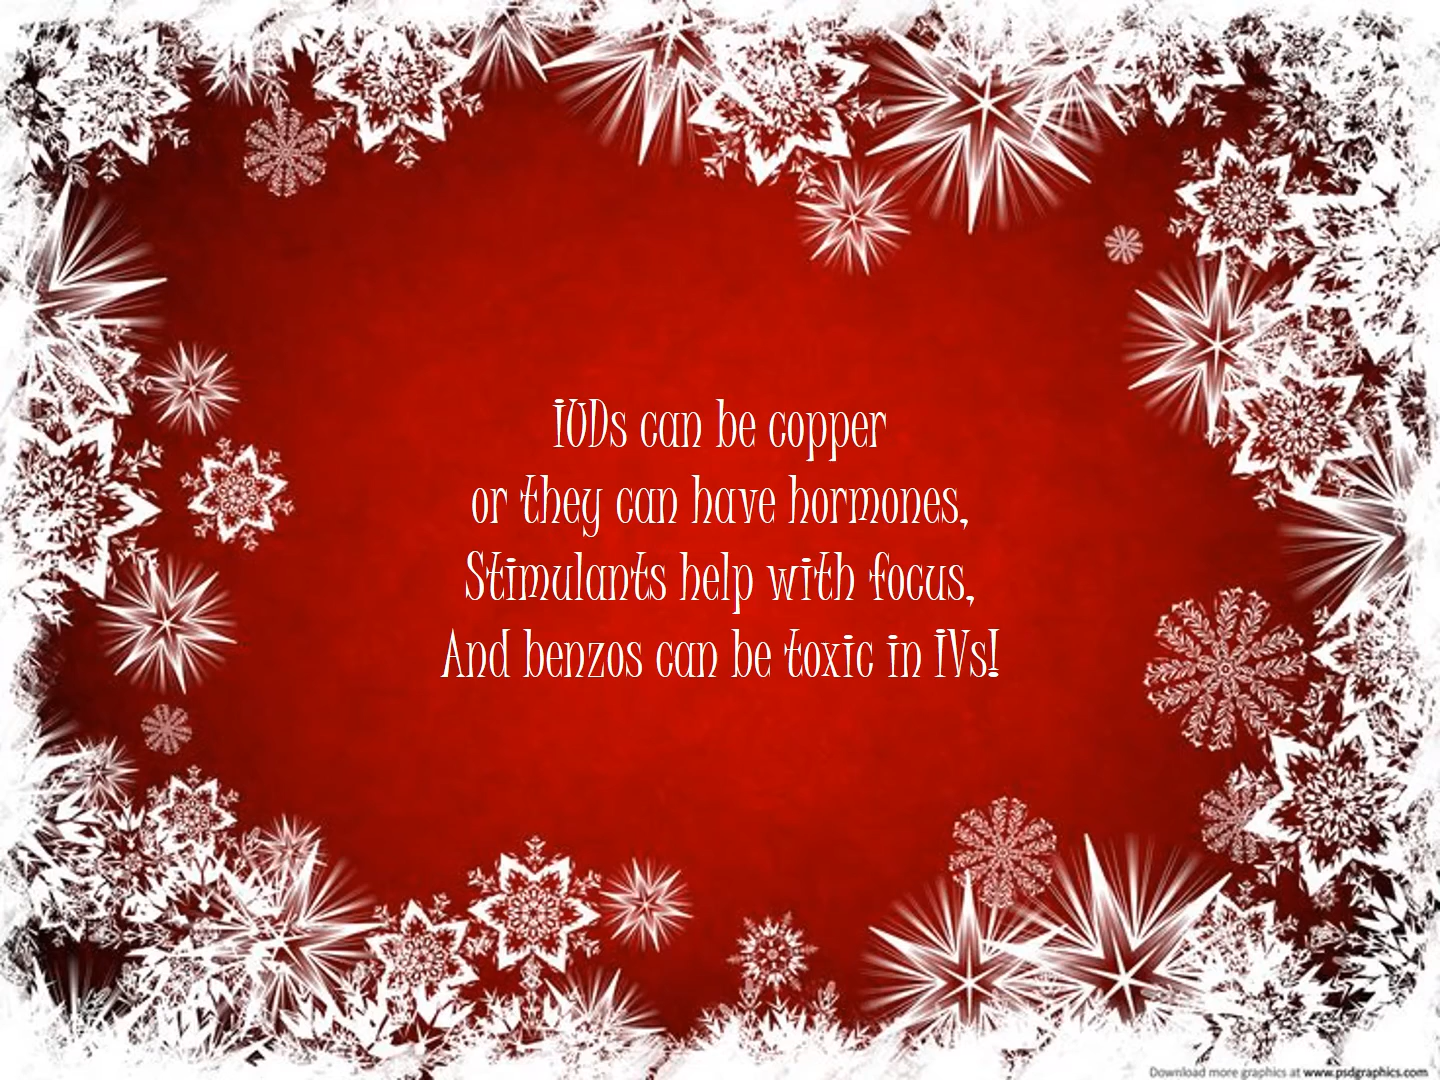 IUDs can be copper
or they can have hormones,
Stimulants help with focus,
And benzos can be toxic in IVs!
Download more graphics at www.psdgraphics.com